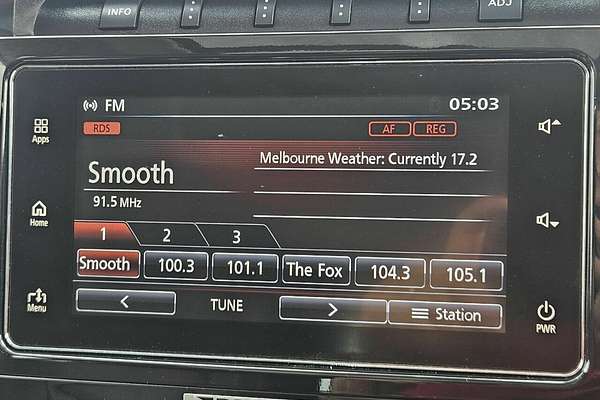 INFO
ADJ
FM
05:03
RDS
AF
REG
Apps
Smooth
Melbourne Weather: Currently 17.2
91.5 MHz
Home
1
2
3
Smooth
100.3
101.1
The Fox
104.3
105.1
Menu
<
TUNE
>
Station
PWR